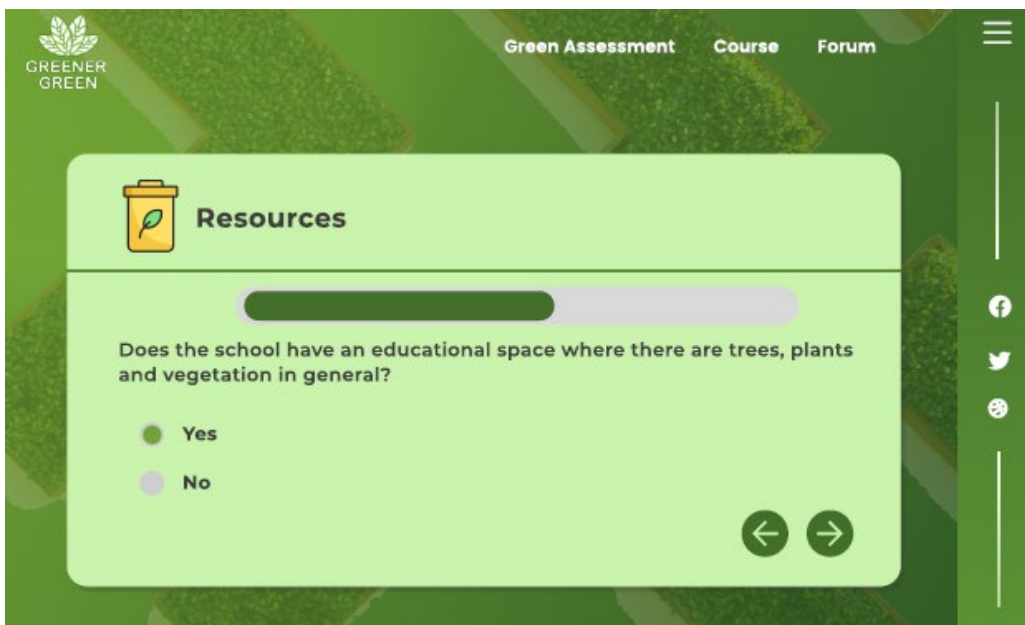 GREENER
GREEN
Green Assessment
Course
Forum
Resources
Does the school have an educational space where there are trees, plants
and vegetation in general?
Yes
No